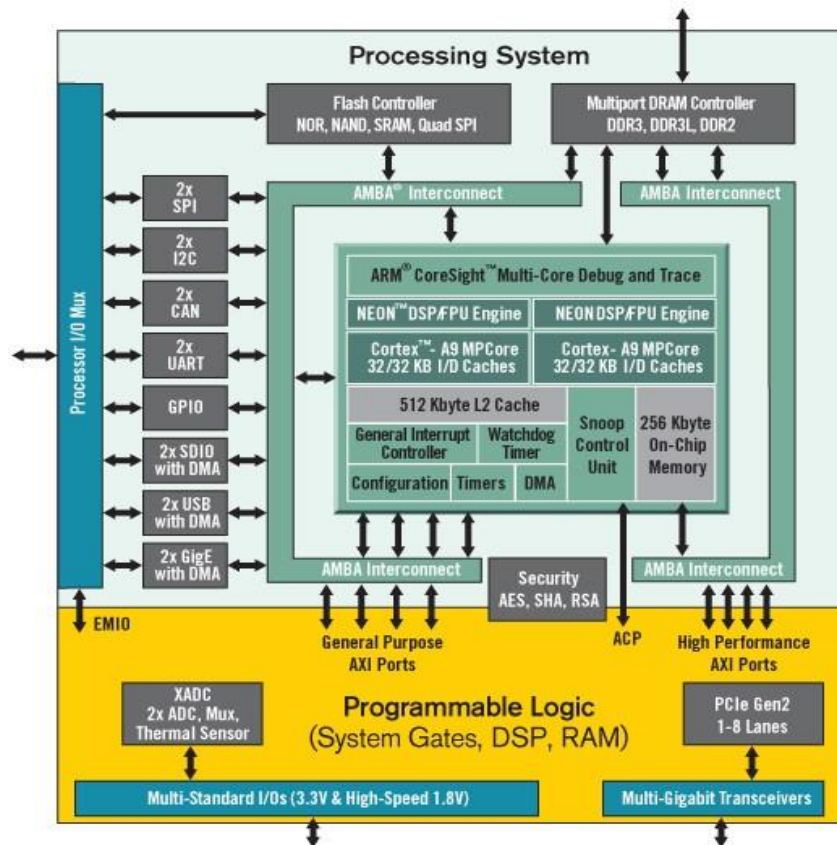 Processing System
Flash Controller
NOR, NAND, SRAM, Quad SPI
Multiport DRAM Controller
DDR3, DDR3L, DDR2
AMBA® Interconnect
AMBA Interconnect
Processor I/O Mux
2x
SPI
2x
I2C
2x
CAN
2x
UART
GPIO
2x SDIO
with DMA
2x USB
with DMA
2x GigE
with DMA
ARM® CoreSight™ Multi-Core Debug and Trace
NEON™ DSP/FPU Engine
NEON DSP/FPU Engine
Cortex™- A9 MPCore
32/32 KB I/D Caches
Cortex- A9 MPCore
32/32 KB I/D Caches
512 Kbyte L2 Cache
Snoop
Control
Unit
256 Kbyte
On-Chip
Memory
General Interrupt
Controller
Watchdog
Timer
Configuration
Timers
DMA
AMBA Interconnect
Security
AES, SHA, RSA
AMBA Interconnect
EMIO
General Purpose
AXI Ports
ACP
High Performance
AXI Ports
XADC
2x ADC, Mux,
Thermal Sensor
Programmable Logic
(System Gates, DSP, RAM)
PCIe Gen2
1-8 Lanes
Multi-Standard I/Os (3.3V & High-Speed 1.8V)
Multi-Gigabit Transceivers